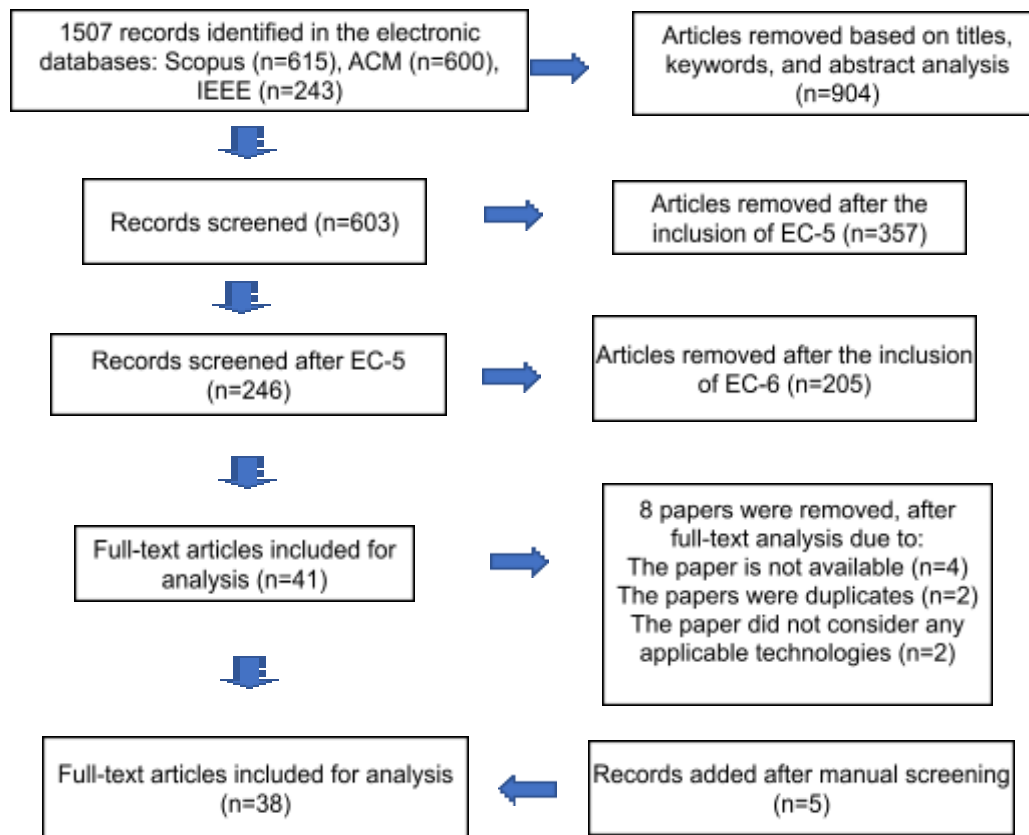 1507 records identified in the electronic
databases: Scopus (n=615), ACM (n=600),
IEEE (n=243)
Articles removed based on titles,
keywords, and abstract analysis
(n=904)
Records screened (n=603)
Articles removed after the
inclusion of EC-5 (n=357)
Records screened after EC-5
(n=246)
Articles removed after the inclusion
of EC-6 (n=205)
Full-text articles included for
analysis (n=41)
8 papers were removed, after
full-text analysis due to:
The paper is not available (n=4)
The papers were duplicates (n=2)
The paper did not consider any
applicable technologies (n=2)
Full-text articles included for analysis
(n=38)
Records added after manual screening
(n=5)